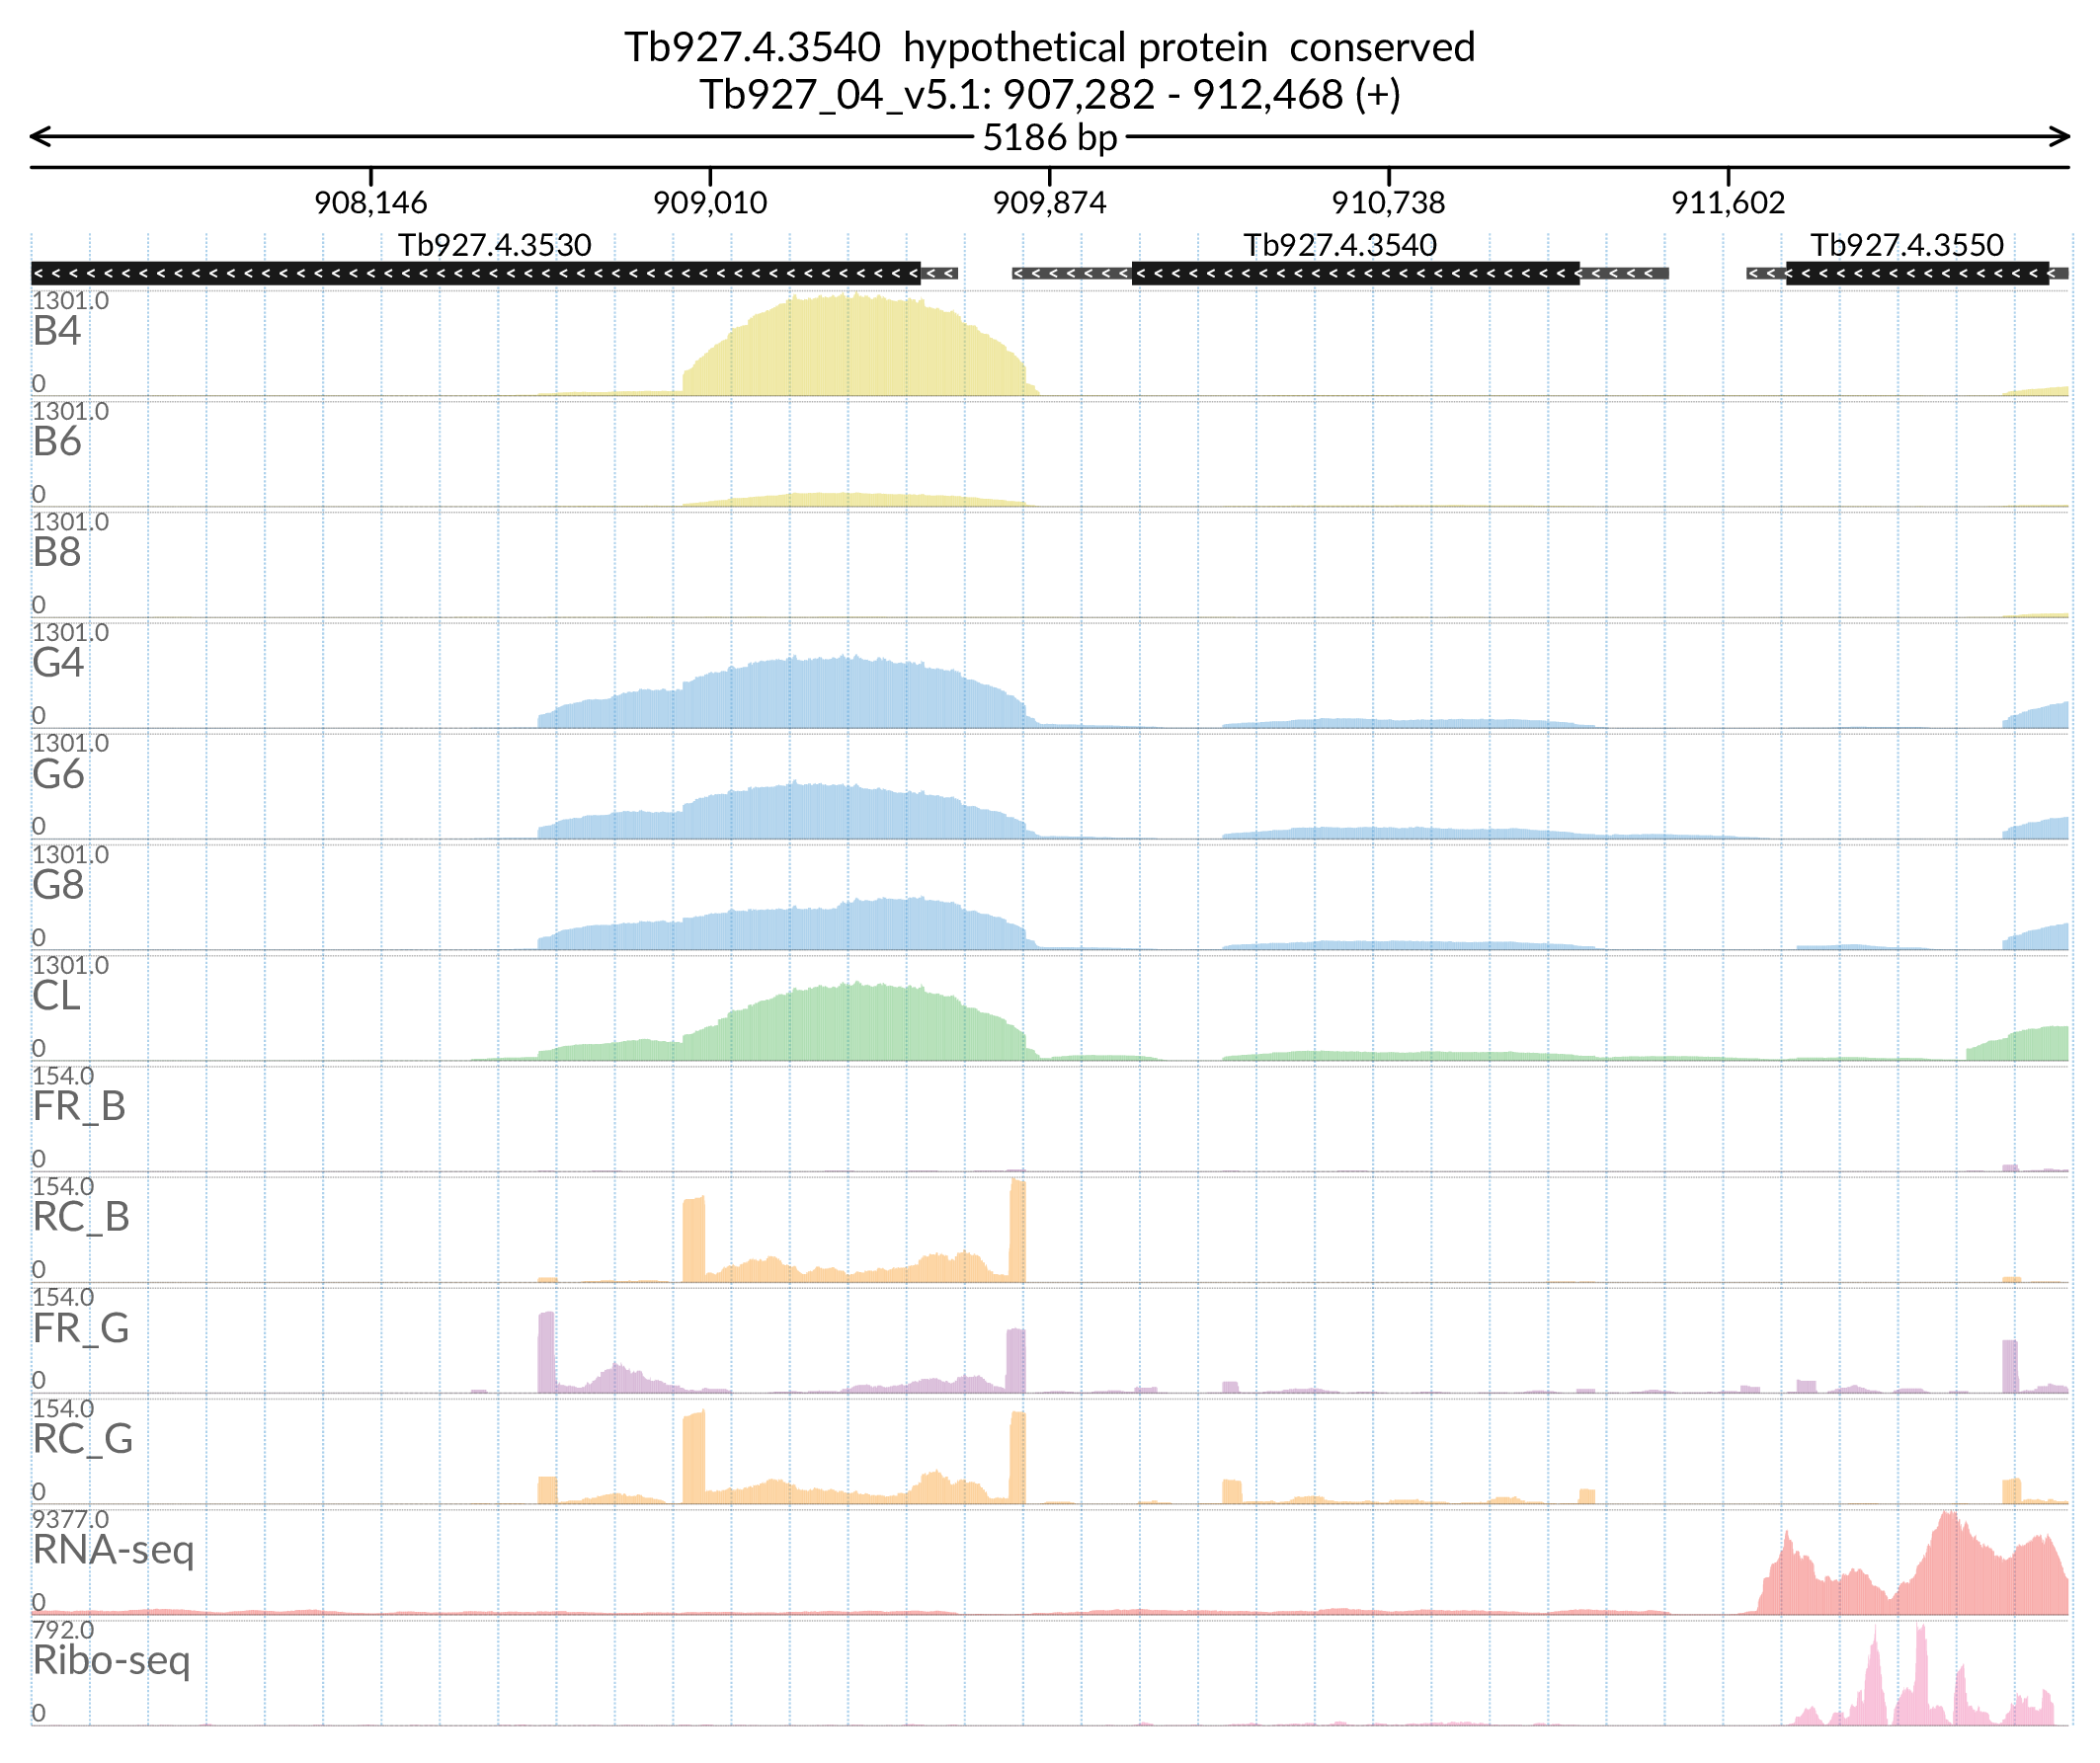 Tb927.4.3540  hypothetical protein  conserved
Tb927_04_v5.1: 907,282 - 912,468 (+)
5186 bp
908,146 909,010 909,874 910,738 911,602
Tb927.4.3530 Tb927.4.3540 Tb927.4.3550
1301.0
B4
0
1301.0
B6
0
1301.0
B8
0
1301.0
G4
0
1301.0
G6
0
1301.0
G8
0
1301.0
CL
0
154.0
FR_B
0
154.0
RC_B
0
154.0
FR_G
0
154.0
RC_G
0
9377.0
RNA-seq
0
792.0
Ribo-seq
0